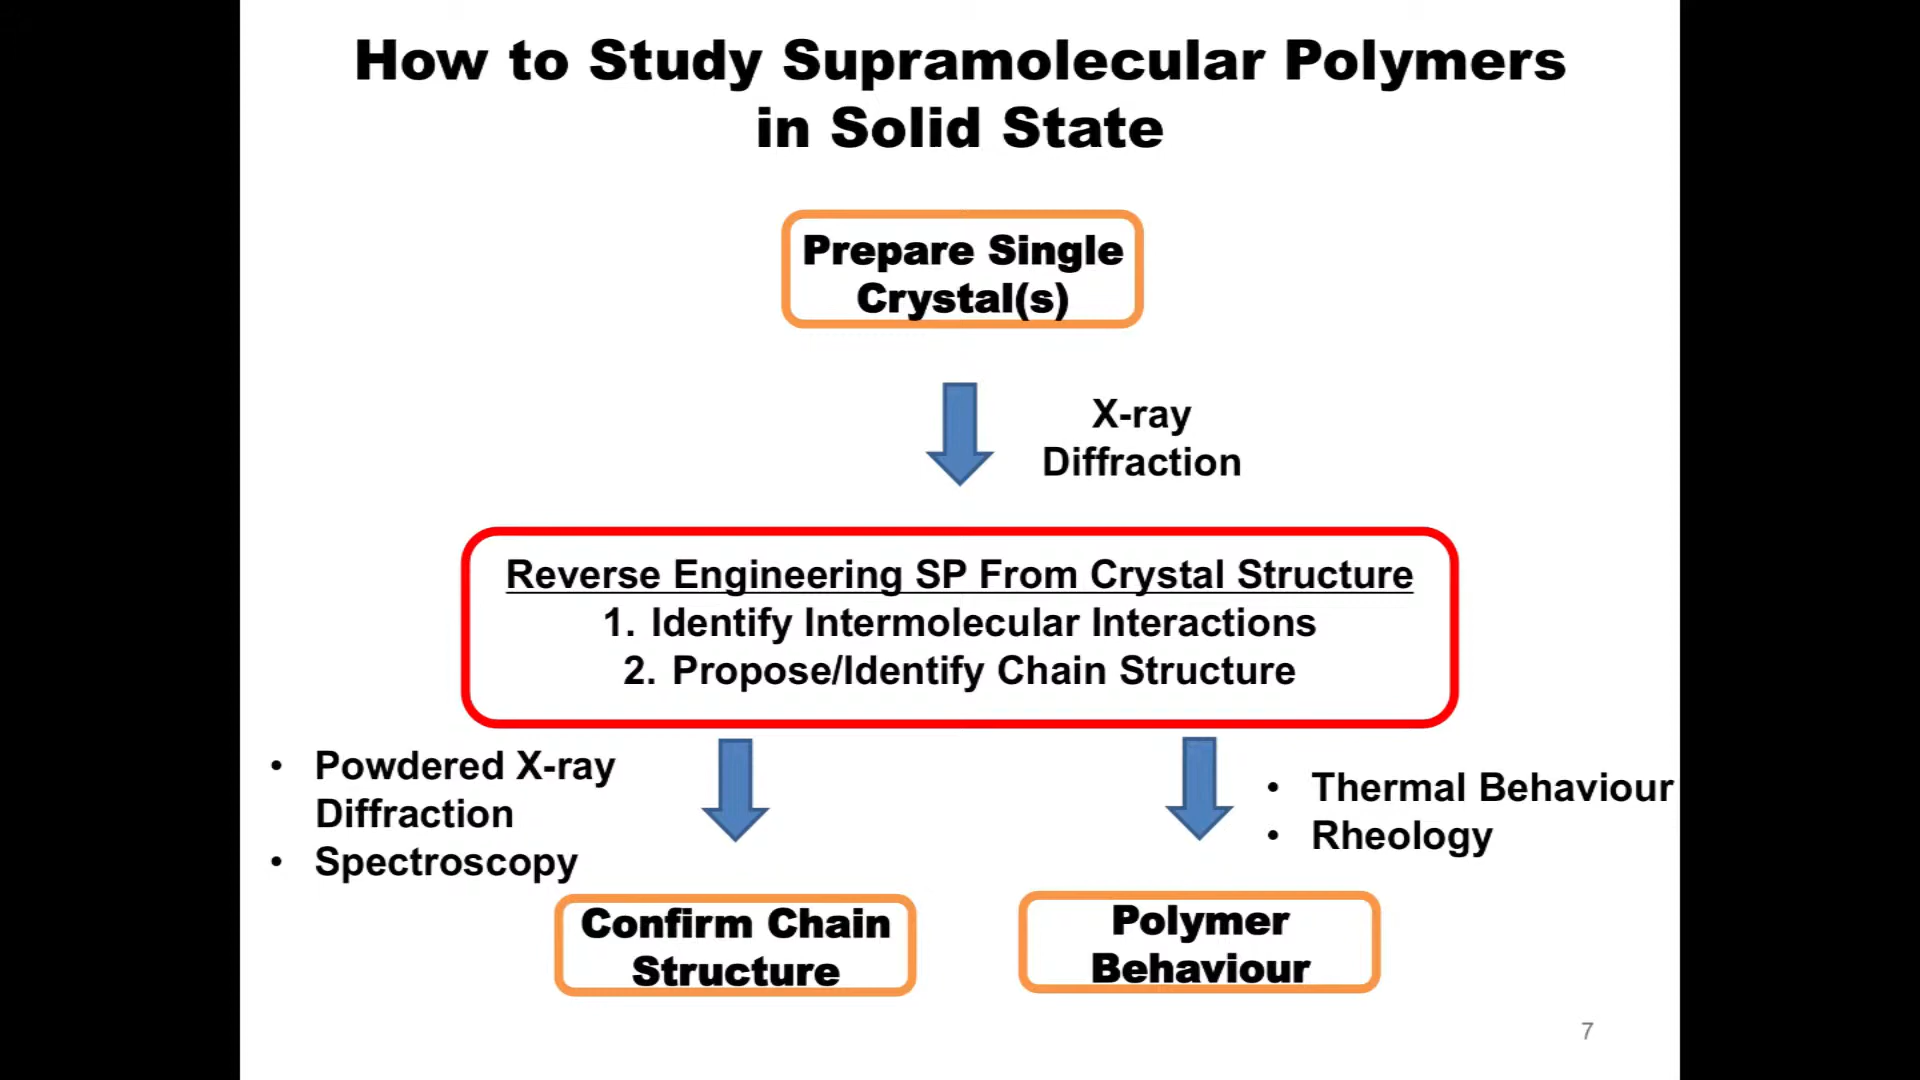 How to Study Supramolecular Polymers
in Solid State
Prepare Single
Crystal(s)
X-ray
Diffraction
Reverse Engineering SP From Crystal Structure
1. Identify Intermolecular Interactions
2. Propose/Identify Chain Structure
• Powdered X-ray
Diffraction
• Spectroscopy
• Thermal Behaviour
• Rheology
Confirm Chain
Structure
Polymer
Behaviour
7